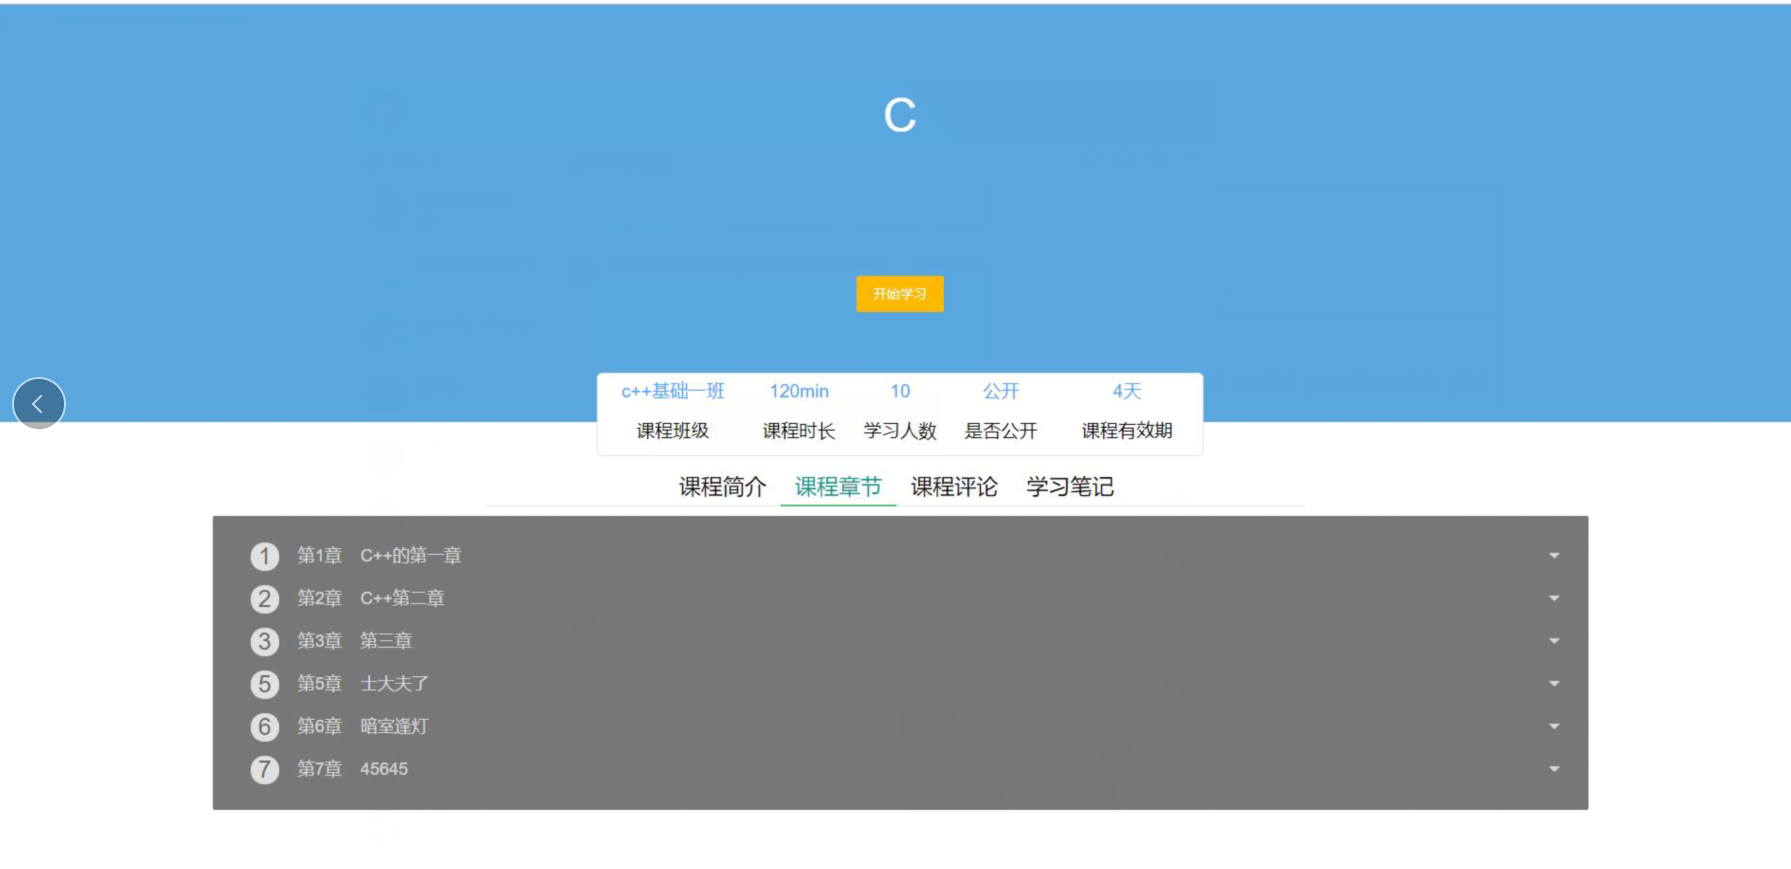 C
开始学习
c++基础一班 120min 10 公开 4天
课程班级 课程时长 学习人数 是否公开 课程有效期
课程简介 课程章节 课程评论 学习笔记
1 第1章 C++的第一章
2 第2章 C++第二章
3 第3章 第三章
5 第5章 士大夫了
6 第6章 暗室逢灯
7 第7章 45645